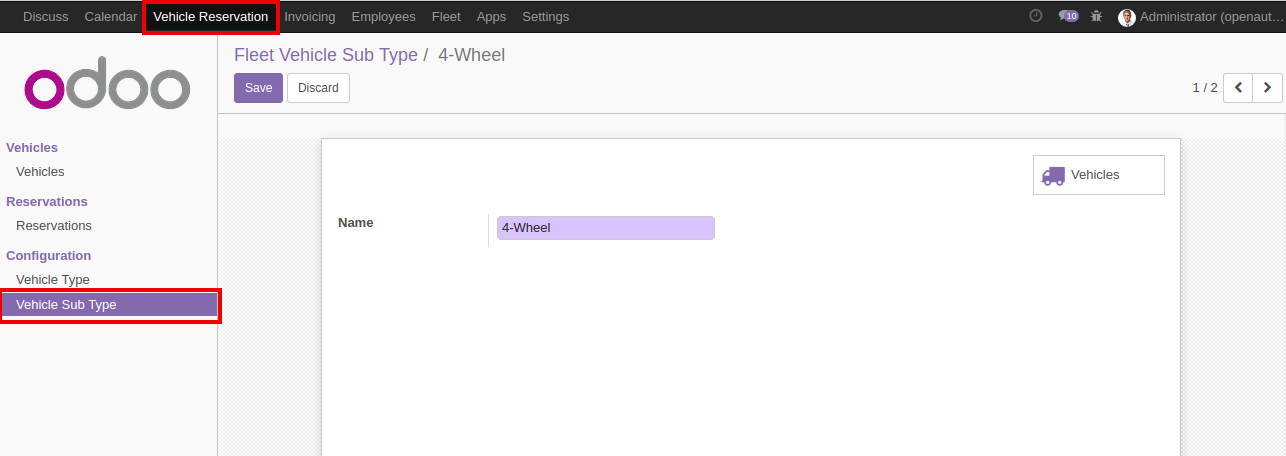 Discuss Calendar Vehicle Reservation Invoicing Employees Fleet Apps Settings 10 Administrator (openaut...
odoo
Fleet Vehicle Sub Type / 4-Wheel
Save Discard 1 / 2
Vehicles
Vehicles
Reservations
Reservations
Configuration
Vehicle Type
Vehicle Sub Type
Vehicles
Name 4-Wheel